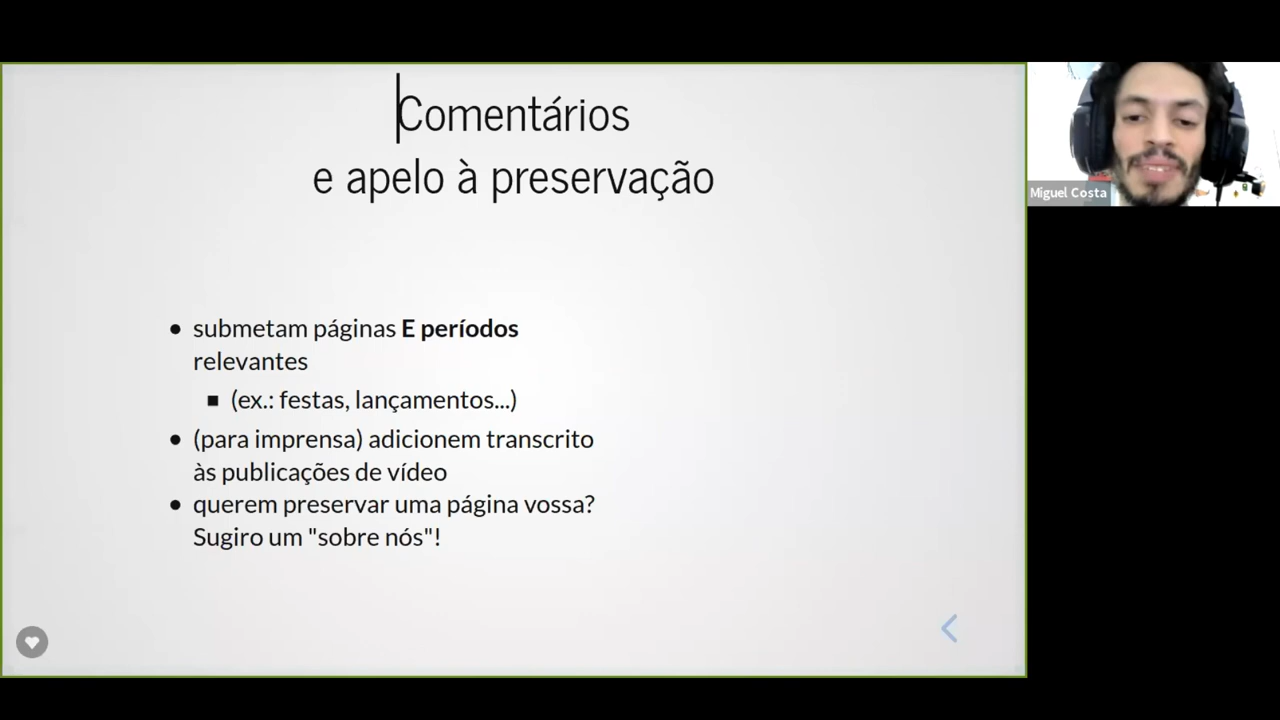 Comentários
e apelo à preservação
• submetam páginas E períodos
relevantes
▪ (ex.: festas, lançamentos...)
• (para imprensa) adicionem transcrito
às publicações de vídeo
• querem preservar uma página vossa?
Sugiro um "sobre nós"!
Miguel Costa